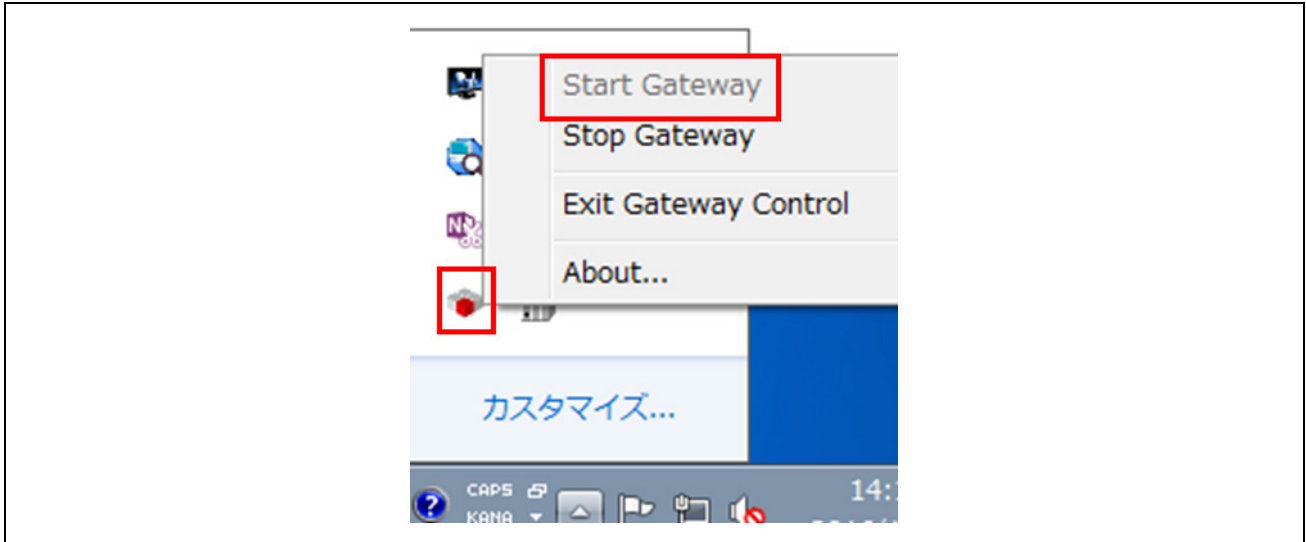 Start Gateway
Stop Gateway
Exit Gateway Control
About...
カスタマイズ...
CAPS
KANA
14: